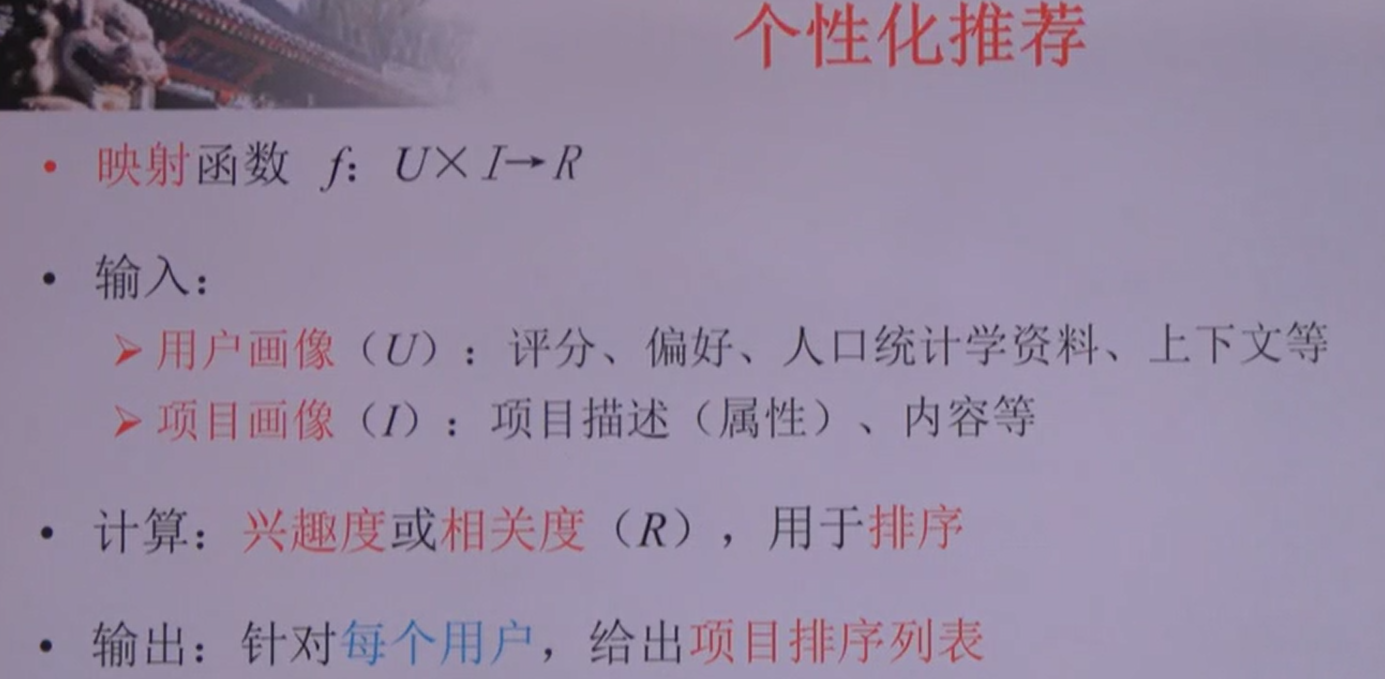 个性化推荐
• 映射函数 f：U×I→R
• 输入：
➢ 用户画像（U）：评分、偏好、人口统计学资料、上下文等
➢ 项目画像（I）：项目描述（属性）、内容等
• 计算：兴趣度或相关度（R），用于排序
• 输出：针对每个用户，给出项目排序列表